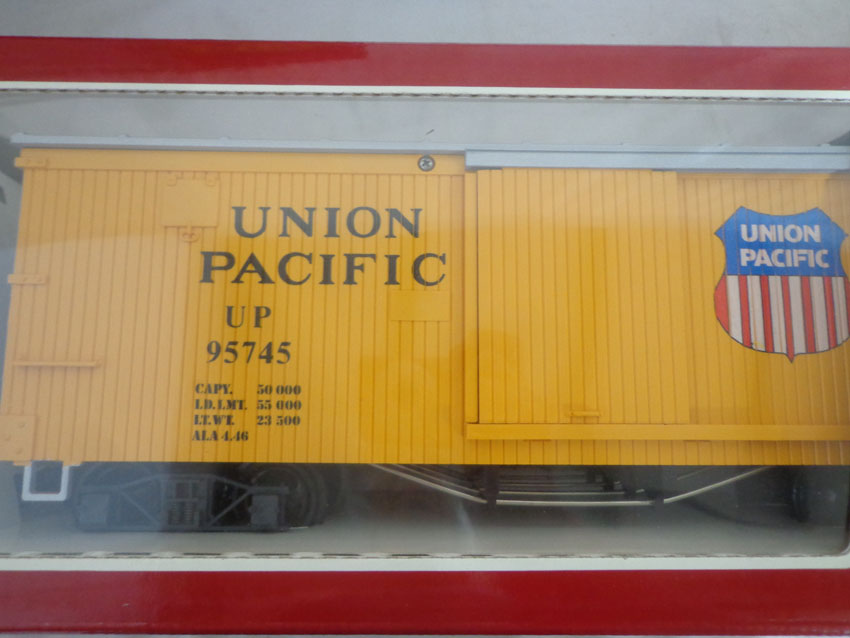 UNION
PACIFIC
UP
95745
CAPY. 50 000
LD.LMT. 55 000
LT.WT. 23 500
ALA 4.46
UNION
PACIFIC